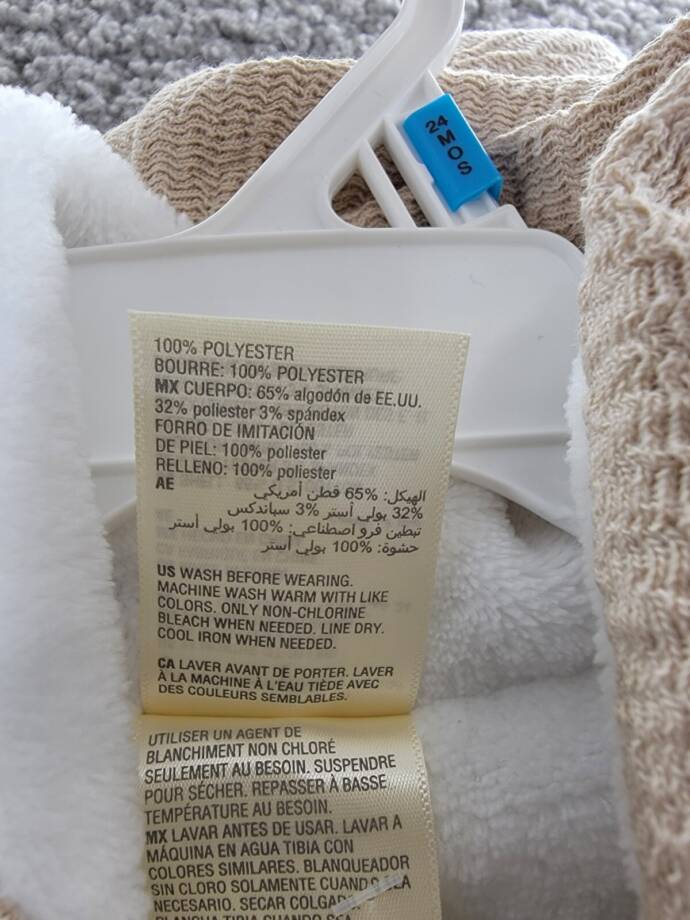 24
MOS
100% POLYESTER
BOURRE: 100% POLYESTER
MX CUERPO: 65% algodón de EE.UU.
32% poliester 3% spándex
FORRO DE IMITACIÓN
DE PIEL: 100% poliester
RELLENO: 100% poliester
AE الهيكل: 65% قطن أمريكي
32% بولي أستر 3% سباندكس
تبطين فرو اصطناعي: 100% بولي أستر
حشوة: 100% بولي أستر
US WASH BEFORE WEARING.
MACHINE WASH WARM WITH LIKE
COLORS. ONLY NON-CHLORINE
BLEACH WHEN NEEDED. LINE DRY.
COOL IRON WHEN NEEDED.
CA LAVER AVANT DE PORTER. LAVER
À LA MACHINE À L'EAU TIÈDE AVEC
DES COULEURS SEMBLABLES.
UTILISER UN AGENT DE
BLANCHIMENT NON CHLORÉ
SEULEMENT AU BESOIN. SUSPENDRE
POUR SÉCHER. REPASSER À BASSE
TEMPÉRATURE AU BESOIN.
MX LAVAR ANTES DE USAR. LAVAR A
MÁQUINA EN AGUA TIBIA CON
COLORES SIMILARES. BLANQUEADOR
SIN CLORO SOLAMENTE CUANDO SEA
NECESARIO. SECAR
TIBIA CUANDO